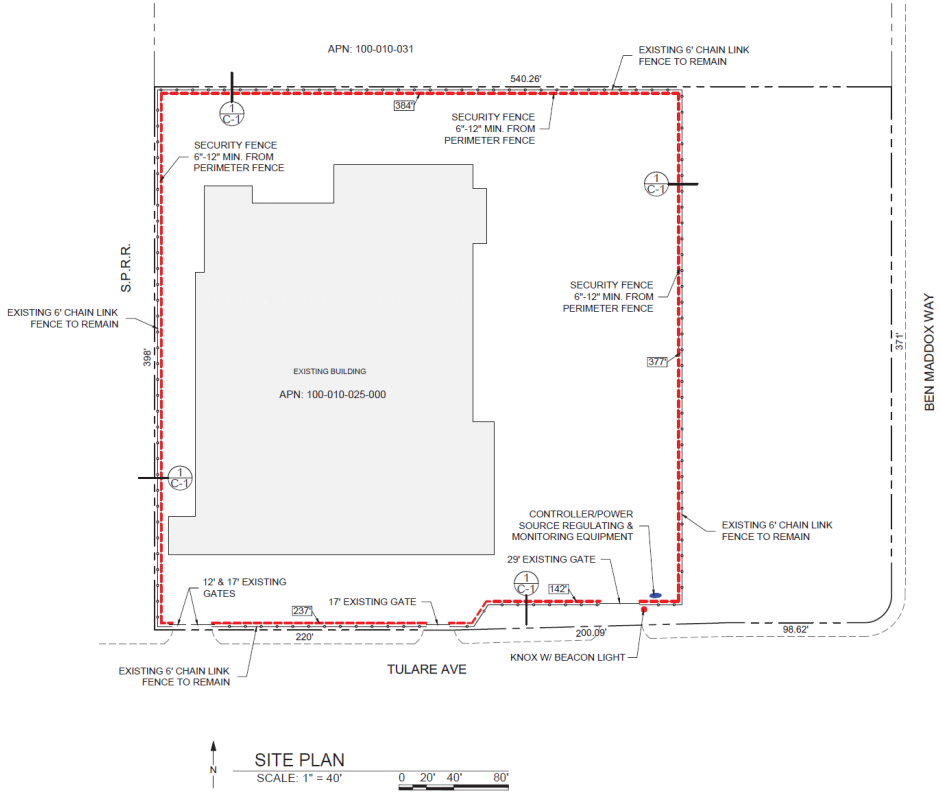 APN: 100-010-031
EXISTING 6' CHAIN LINK
FENCE TO REMAIN
540.26'
384'
1
C-1
SECURITY FENCE
6"-12" MIN. FROM
PERIMETER FENCE
SECURITY FENCE
6"-12" MIN. FROM
PERIMETER FENCE
1
C-1
S.P.R.R.
SECURITY FENCE
6"-12" MIN. FROM
PERIMETER FENCE
EXISTING 6' CHAIN LINK
FENCE TO REMAIN
398'
377'
371'
BEN MADDOX WAY
EXISTING BUILDING
APN: 100-010-025-000
1
C-1
CONTROLLER/POWER
SOURCE REGULATING &
MONITORING EQUIPMENT
EXISTING 6' CHAIN LINK
FENCE TO REMAIN
29' EXISTING GATE
1
C-1
142'
12' & 17' EXISTING
GATES
237'
17' EXISTING GATE
220'
200.09'
98.62'
KNOX W/ BEACON LIGHT
EXISTING 6' CHAIN LINK
FENCE TO REMAIN
TULARE AVE
N
SITE PLAN
SCALE: 1" = 40'
0 20' 40' 80'